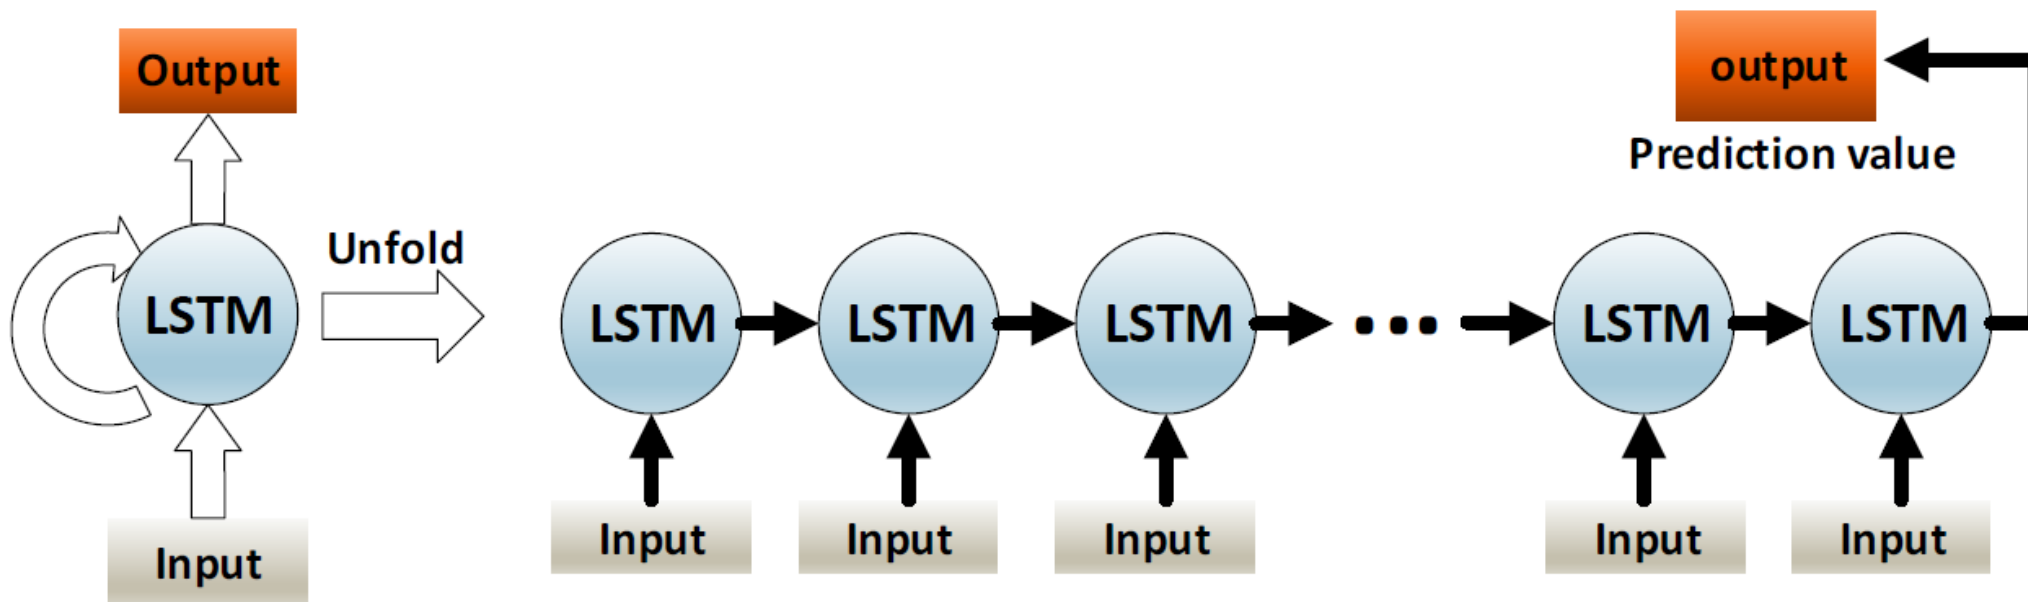 Output
LSTM
Input
Unfold
LSTM LSTM LSTM ... LSTM LSTM
Input Input Input Input Input
output
Prediction value